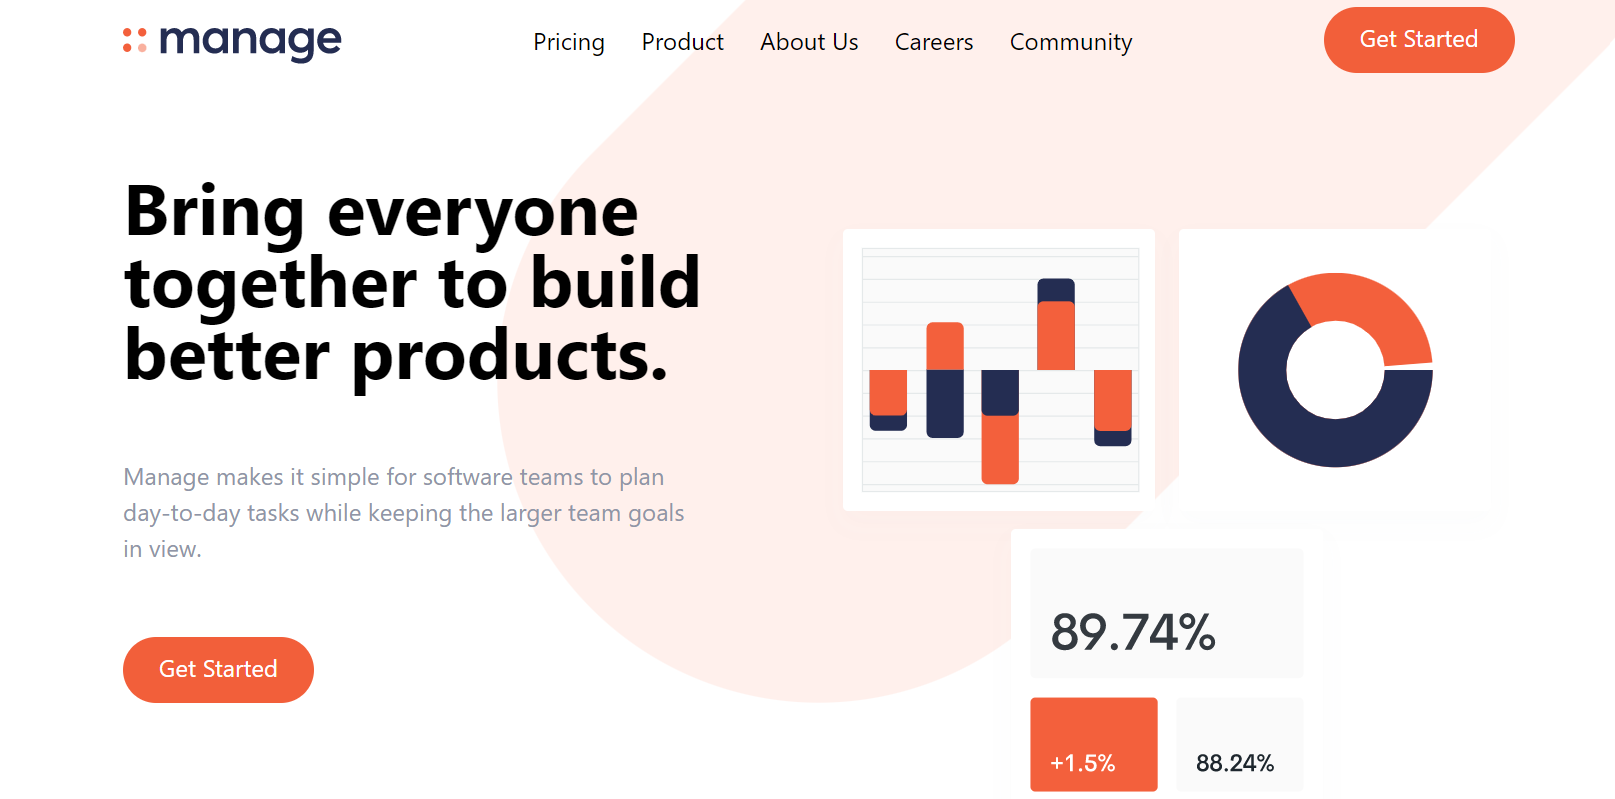 manage
Pricing Product About Us Careers Community
Get Started
Bring everyone
together to build
better products.
Manage makes it simple for software teams to plan
day-to-day tasks while keeping the larger team goals
in view.
Get Started
89.74%
+1.5%
88.24%